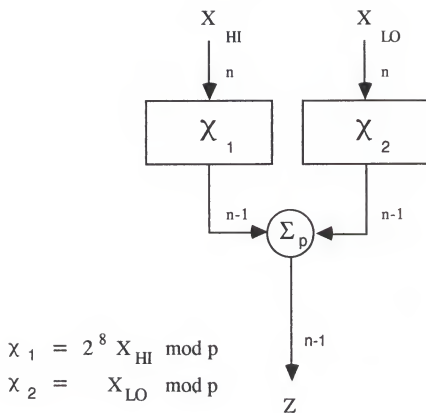 X HI X LO
n n
χ 1 χ 2
n-1 n-1
Σ p
n-1
χ 1 = 2 8 X HI mod p
χ 2 = X LO mod p
Z